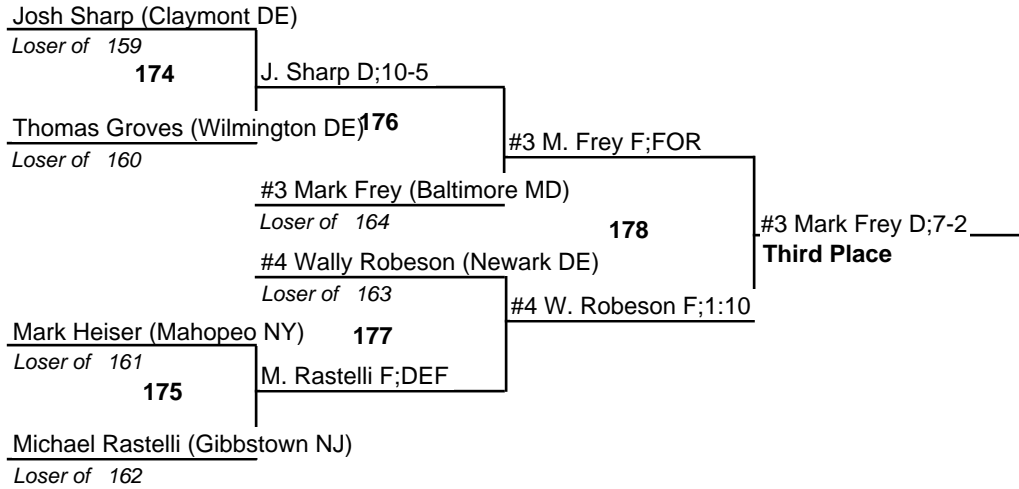 Josh Sharp (Claymont DE)
Loser of 159
174
J. Sharp D;10-5
Thomas Groves (Wilmington DE)
176
Loser of 160
#3 M. Frey F;FOR
#3 Mark Frey (Baltimore MD)
Loser of 164
178
#3 Mark Frey D;7-2
Third Place
#4 Wally Robeson (Newark DE)
Loser of 163
#4 W. Robeson F;1:10
Mark Heiser (Mahopeo NY)
177
Loser of 161
175
M. Rastelli F;DEF
Michael Rastelli (Gibbstown NJ)
Loser of 162